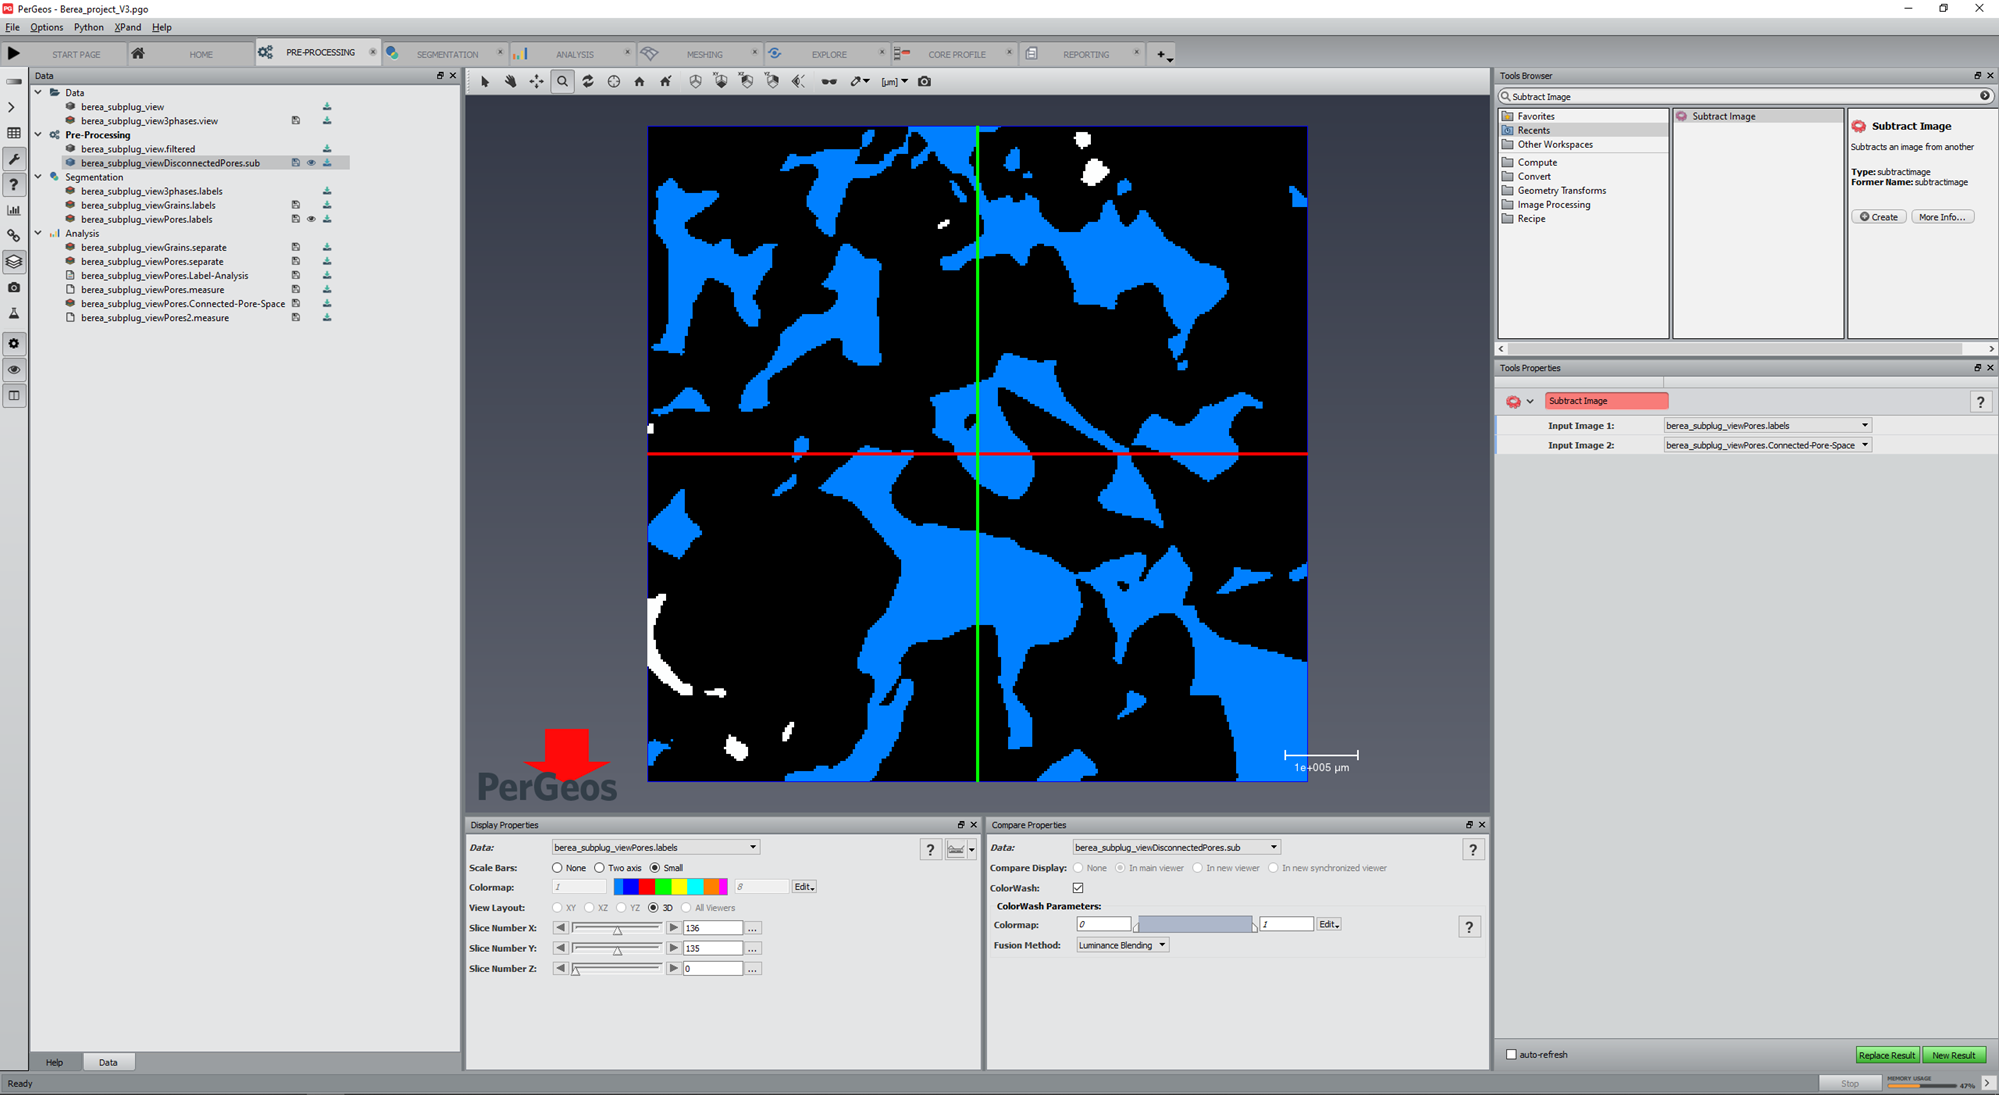 PG PerGeos - Berea_project_V3.pgo
File Options Python XPand Help
START PAGE HOME PRE-PROCESSING SEGMENTATION ANALYSIS MESHING EXPLORE CORE PROFILE REPORTING
Data
Data
berea_subplug_view
berea_subplug_view3phases.view
Pre-Processing
berea_subplug_view.filtered
berea_subplug_viewDisconnectedPores.sub
Segmentation
berea_subplug_view3phases.labels
berea_subplug_viewGrains.labels
berea_subplug_viewPores.labels
Analysis
berea_subplug_viewGrains.separate
berea_subplug_viewPores.separate
berea_subplug_viewPores.Label-Analysis
berea_subplug_viewPores.measure
berea_subplug_viewPores.Connected-Pore-Space
berea_subplug_viewPores2.measure
Help Data
XY XZ YZ [µm]
1e+005 µm
PerGeos
Display Properties
Data: berea_subplug_viewPores.labels ?
Scale Bars: None Two axis Small
Colormap: 1 8 Edit
View Layout: XY XZ YZ 3D All Viewers
Slice Number X: 136 ...
Slice Number Y: 135 ...
Slice Number Z: 0 ...
Compare Properties
Data: berea_subplug_viewDisconnectedPores.sub ?
Compare Display: None In main viewer In new viewer In new synchronized viewer
ColorWash:
ColorWash Parameters:
Colormap: 0 1 Edit ?
Fusion Method: Luminance Blending
Tools Browser
Subtract Image
Favorites
Recents
Other Workspaces
Compute
Convert
Geometry Transforms
Image Processing
Recipe
Subtract Image
Subtract Image
Subtracts an image from another
Type: subtractimage
Former Name: subtractimage
Create More Info...
Tools Properties
Subtract Image ?
Input Image 1: berea_subplug_viewPores.labels
Input Image 2: berea_subplug_viewPores.Connected-Pore-Space
auto-refresh Replace Result New Result
Ready Stop MEMORY USAGE 47%